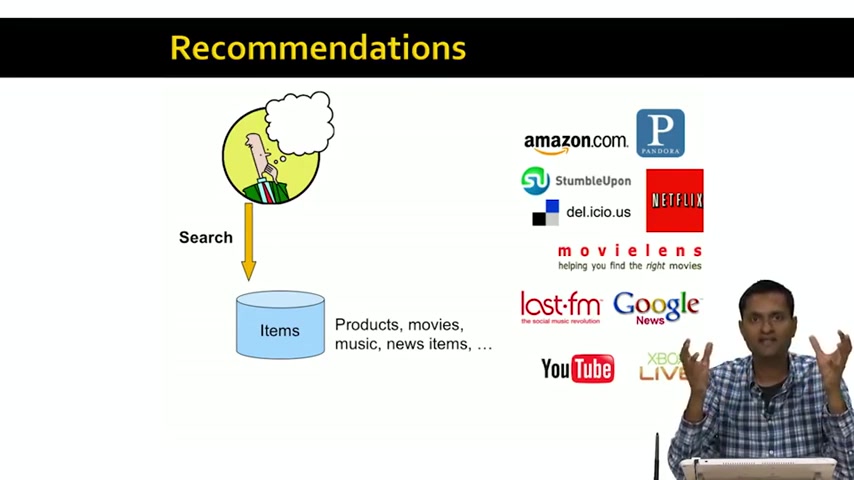 Recommendations
Search
Items
Products, movies,
music, news items, ...
amazon.com.
P
PANDORA
StumbleUpon
del.icio.us
NETFLIX
movielens
helping you find the right movies
last.fm
the social music revolution
Google
News
YouTube
XBOX
LIVE